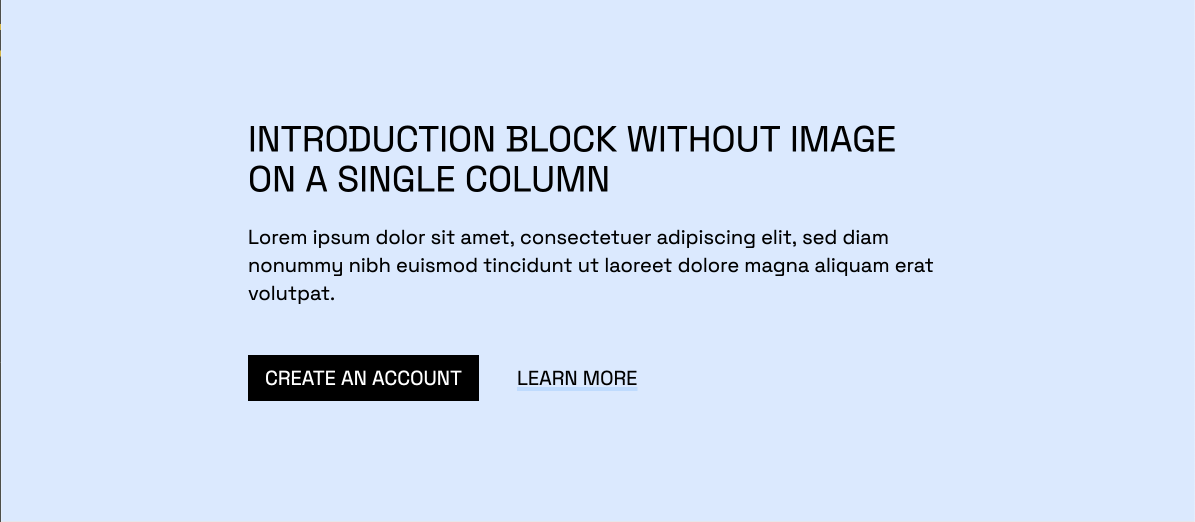 INTRODUCTION BLOCK WITHOUT IMAGE
ON A SINGLE COLUMN
Lorem ipsum dolor sit amet, consectetuer adipiscing elit, sed diam
nonummy nibh euismod tincidunt ut laoreet dolore magna aliquam erat
volutpat.
CREATE AN ACCOUNT
LEARN MORE